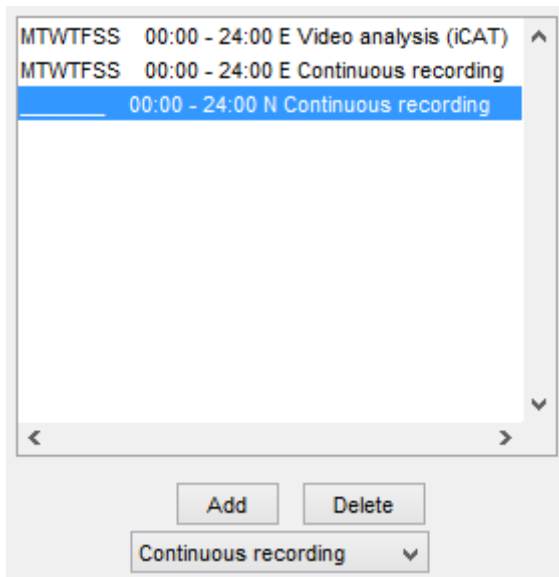 MTWTFSS 00:00 - 24:00 E Video analysis (iCAT)
MTWTFSS 00:00 - 24:00 E Continuous recording
_______ 00:00 - 24:00 N Continuous recording
Add Delete
Continuous recording